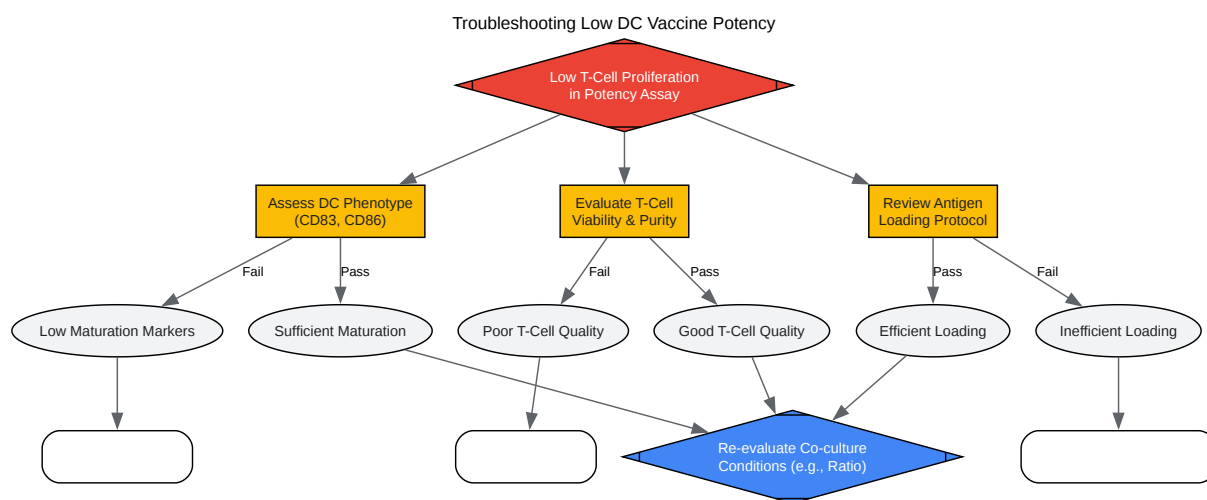 Troubleshooting Low DC Vaccine Potency
Low T-Cell Proliferation
in Potency Assay
Assess DC Phenotype
(CD83, CD86)
Evaluate T-Cell
Viability & Purity
Review Antigen
Loading Protocol
Fail
Pass
Fail
Pass
Pass
Fail
Low Maturation Markers
Sufficient Maturation
Poor T-Cell Quality
Good T-Cell Quality
Efficient Loading
Inefficient Loading
Re-evaluate Co-culture
Conditions (e.g., Ratio)